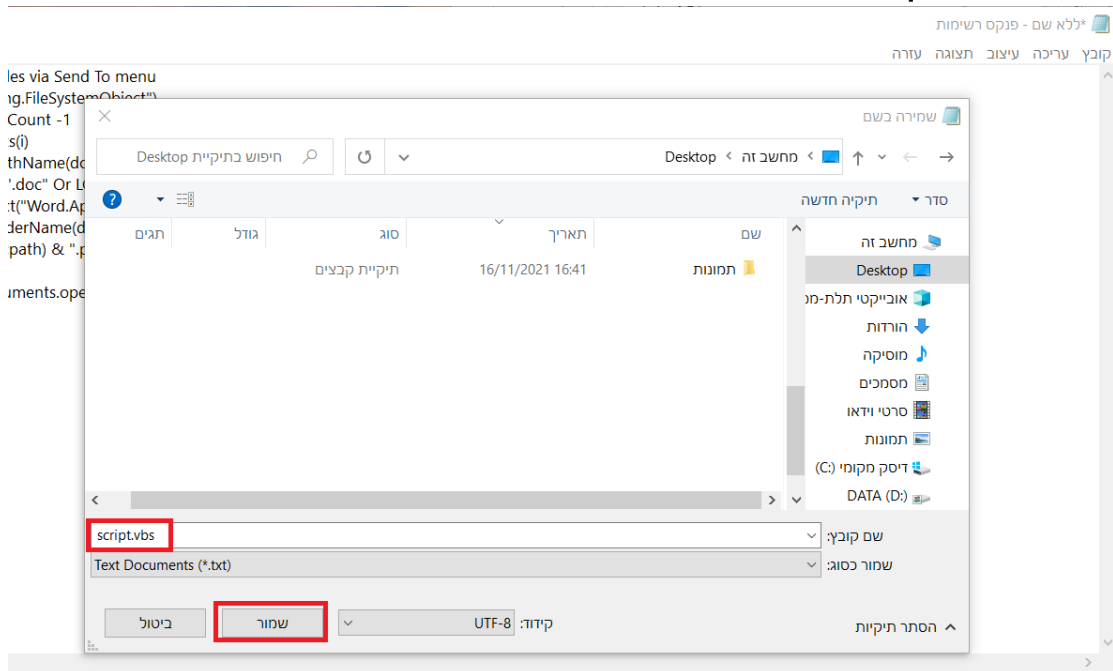 *ללא שם - פנקס רשימות
קובץ עריכה עיצוב תצוגה עזרה
les via Send To menu
ng.FileSystemObject")
Count -1
s(i)
thName(do
".doc" Or L
ct("Word.Ap
derName(d
path) & ".p
uments.ope
שמירה בשם
מחשב זה > Desktop
חיפוש בתיקיית Desktop
סדר תיקיה חדשה
שם תאריך סוג גודל תגים
תמונות 16/11/2021 16:41 תיקיית קבצים
מחשב זה
Desktop
אובייקטי תלת-ממ
הורדות
מוסיקה
מסמכים
סרטי וידאו
תמונות
דיסק מקומי (C:)
DATA (D:)
שם קובץ: script.vbs
שמור כסוג: Text Documents (*.txt)
הסתר תיקיות קידוד: UTF-8 שמור ביטול